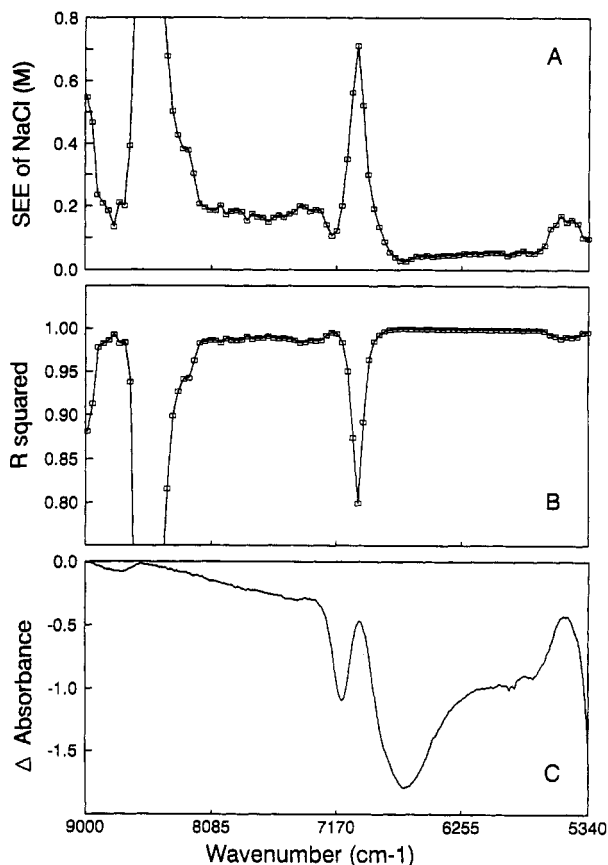 0.8
0.6
0.4
0.2
0.0
SEE of NaCl (M)
A
1.00
0.95
0.90
0.85
0.80
R squared
B
0.0
-0.5
-1.0
-1.5
Δ Absorbance
C
9000 8085 7170 6255 5340
Wavenumber (cm-1)